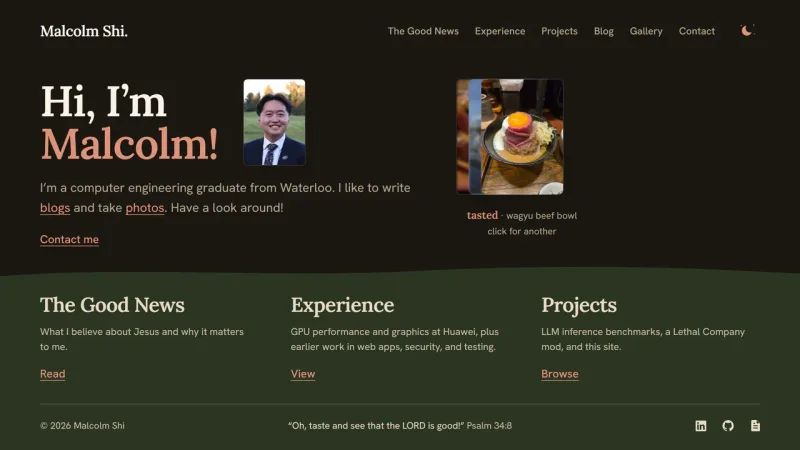 Malcolm Shi.
The Good News Experience Projects Blog Gallery Contact
Hi, I’m
Malcolm!
I’m a computer engineering graduate from Waterloo. I like to write
blogs and take photos. Have a look around!
Contact me
tasted · wagyu beef bowl
click for another
The Good News
What I believe about Jesus and why it matters
to me.
Read
Experience
GPU performance and graphics at Huawei, plus
earlier work in web apps, security, and testing.
View
Projects
LLM inference benchmarks, a Lethal Company
mod, and this site.
Browse
© 2026 Malcolm Shi
“Oh, taste and see that the LORD is good!” Psalm 34:8